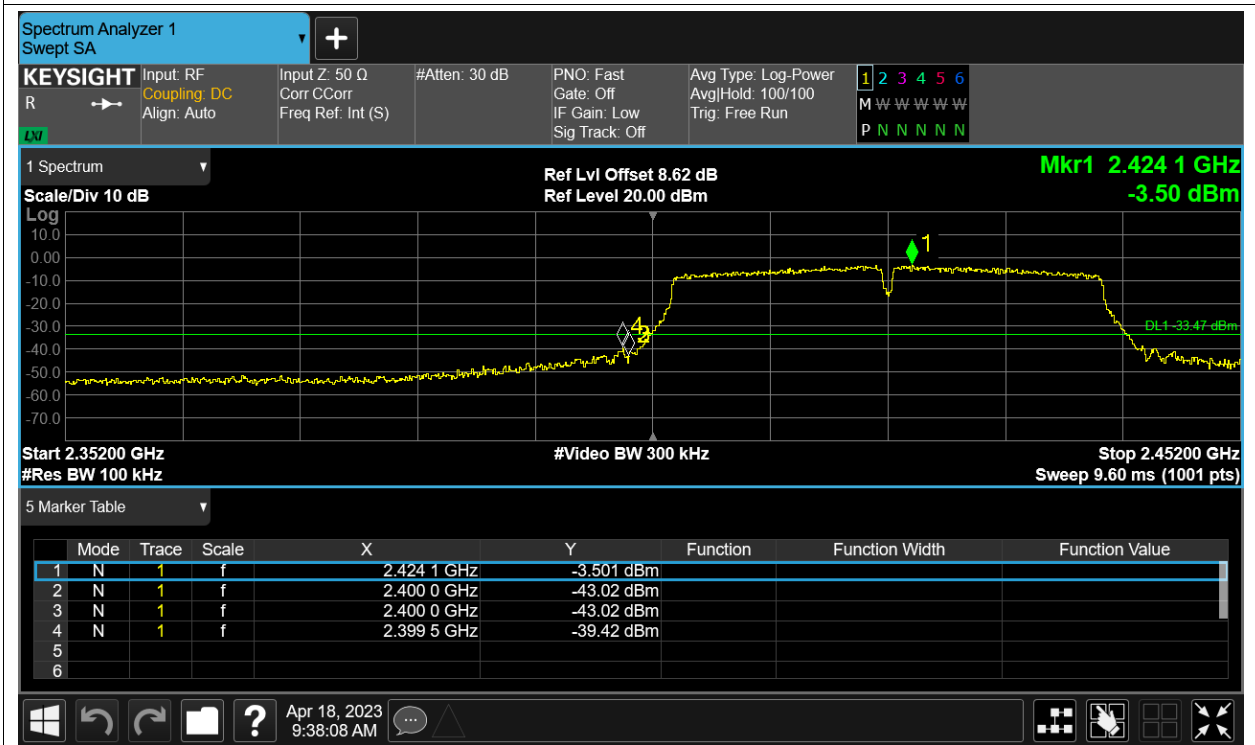 Spectrum Analyzer 1
Swept SA
KEYSIGHT Input: RF Input Z: 50 Ω #Atten: 30 dB PNO: Fast Avg Type: Log-Power 1 2 3 4 5 6
R Coupling: DC Corr CCorr Gate: Off Avg|Hold: 100/100 M W W W W W
Align: Auto Freq Ref: Int (S) IF Gain: Low Trig: Free Run
LXI Sig Track: Off P N N N N N
1 Spectrum Ref Lvl Offset 8.62 dB Mkr1 2.424 1 GHz
Scale/Div 10 dB Ref Level 20.00 dBm -3.50 dBm
Log
10.0
1
0.00
-10.0
-20.0
-30.0
4
2
DL1 -33.47 dBm
-40.0
-50.0
-60.0
-70.0
Start 2.35200 GHz #Video BW 300 kHz Stop 2.45200 GHz
#Res BW 100 kHz Sweep 9.60 ms (1001 pts)
5 Marker Table
Mode Trace Scale X Y Function Function Width Function Value
1 N 1 f 2.424 1 GHz -3.501 dBm
2 N 1 f 2.400 0 GHz -43.02 dBm
3 N 1 f 2.400 0 GHz -43.02 dBm
4 N 1 f 2.399 5 GHz -39.42 dBm
5
6
? Apr 18, 2023
9:38:08 AM